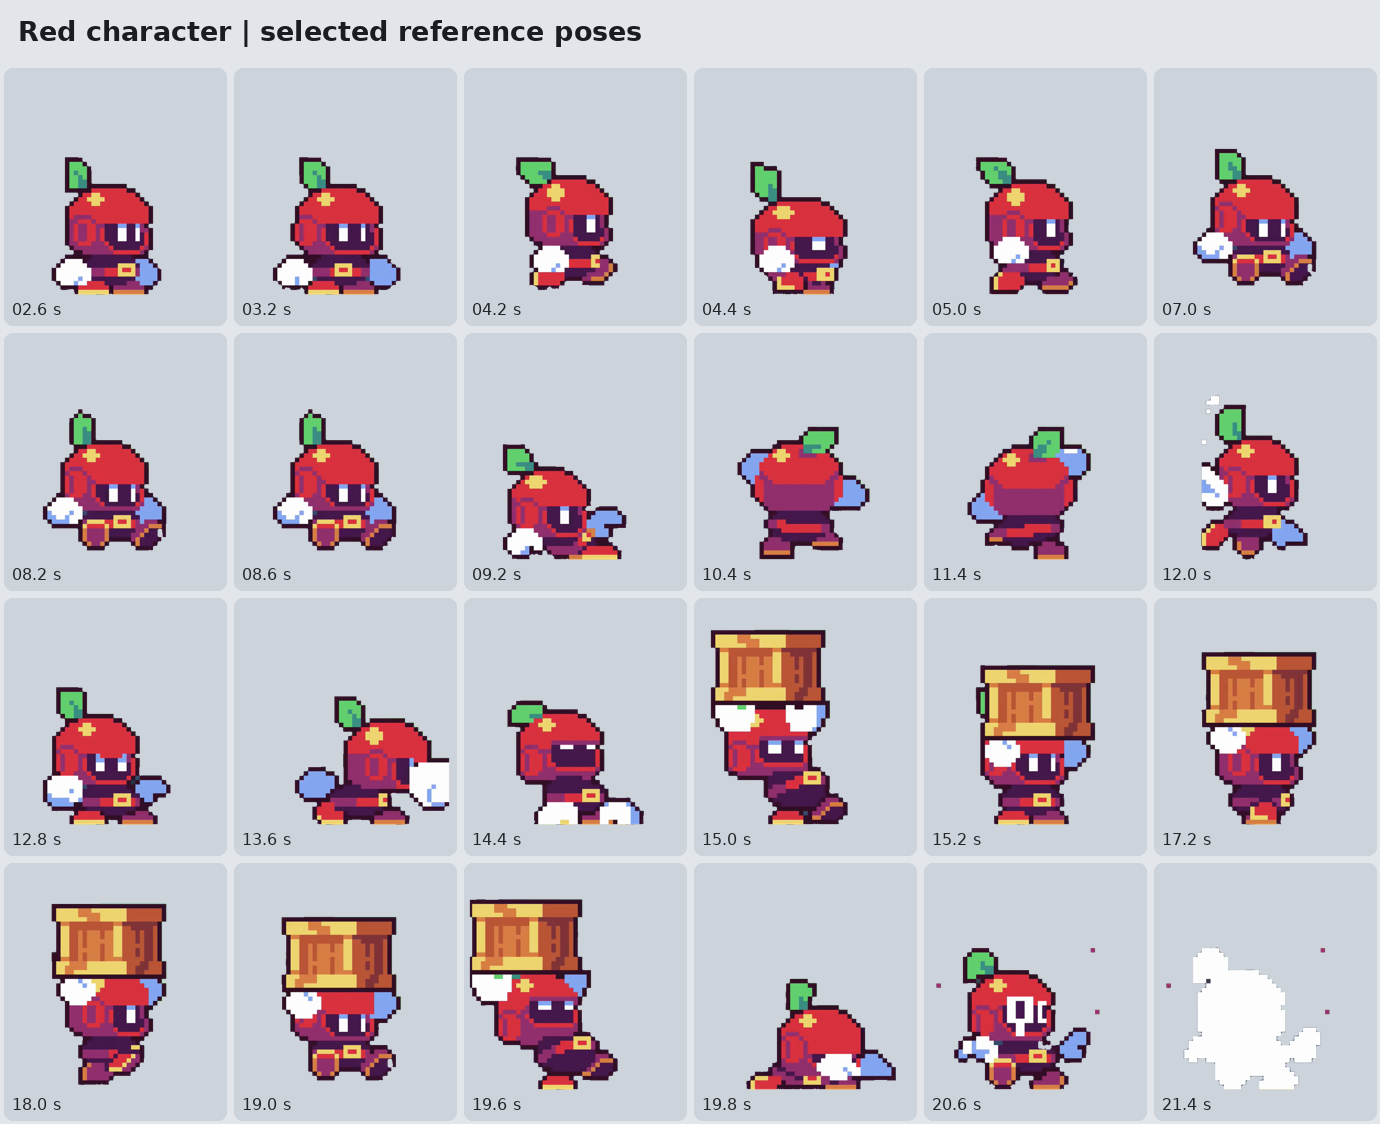 Red character | selected reference poses
02.6 s
03.2 s
04.2 s
04.4 s
05.0 s
07.0 s
08.2 s
08.6 s
09.2 s
10.4 s
11.4 s
12.0 s
12.8 s
13.6 s
14.4 s
15.0 s
15.2 s
17.2 s
18.0 s
19.0 s
19.6 s
19.8 s
20.6 s
21.4 s